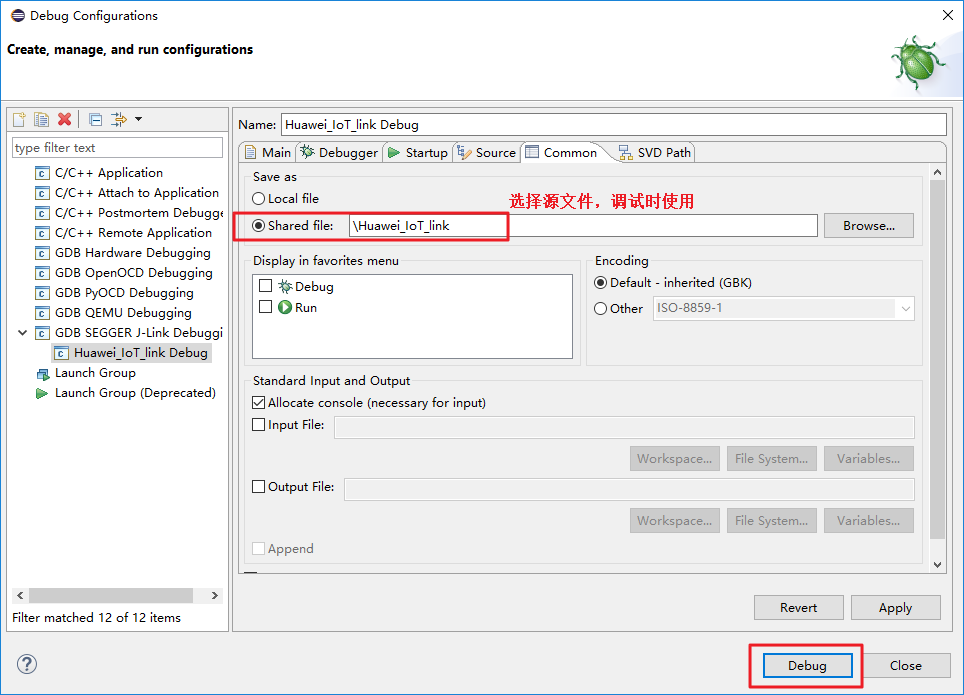 Debug Configurations
Create, manage, and run configurations
type filter text
C/C++ Application
C/C++ Attach to Application
C/C++ Postmortem Debugge
C/C++ Remote Application
GDB Hardware Debugging
GDB OpenOCD Debugging
GDB PyOCD Debugging
GDB QEMU Debugging
GDB SEGGER J-Link Debuggi
Huawei_IoT_link Debug
Launch Group
Launch Group (Deprecated)
Filter matched 12 of 12 items
Name: Huawei_IoT_link Debug
Main Debugger Startup Source Common SVD Path
Save as
Local file
选择源文件，调试时使用
Shared file: \Huawei_IoT_link Browse...
Display in favorites menu
Debug
Run
Encoding
Default - inherited (GBK)
Other ISO-8859-1
Standard Input and Output
Allocate console (necessary for input)
Input File:
Workspace... File System... Variables...
Output File:
Workspace... File System... Variables...
Append
Revert Apply
Debug Close